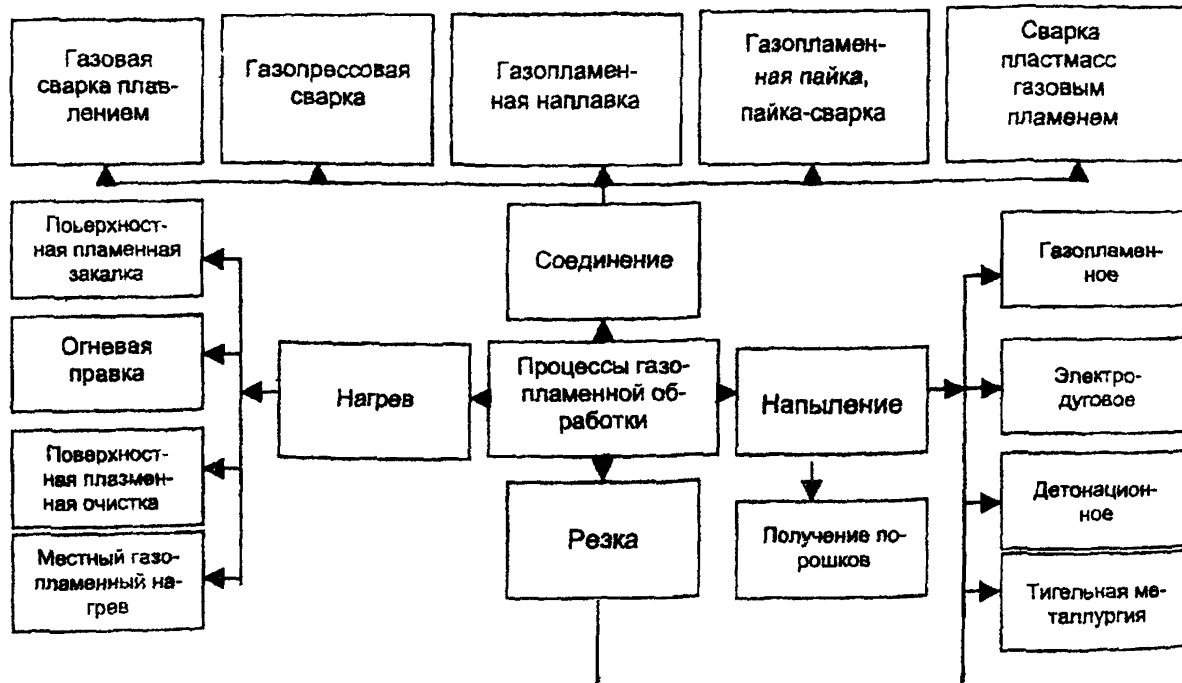 Газовая
сварка плав-
лением
Газопрессовая
сварка
Газопламен-
ная наплавка
Газопламен-
ная пайка,
пайка-сварка
Сварка
пластмасс
газовым
пламенем
Поверхност-
ная пламенная
закалка
Соединение
Газопламен-
ное
Огневая
правка
Нагрев
Процессы газо-
пламенной об-
работки
Напыление
Электро-
дуговое
Поверхност-
ная плазмен-
ная очистка
Резка
Получение по-
рошков
Детонацион-
ное
Местный газо-
пламенный на-
грев
Тигельная ме-
таллургия